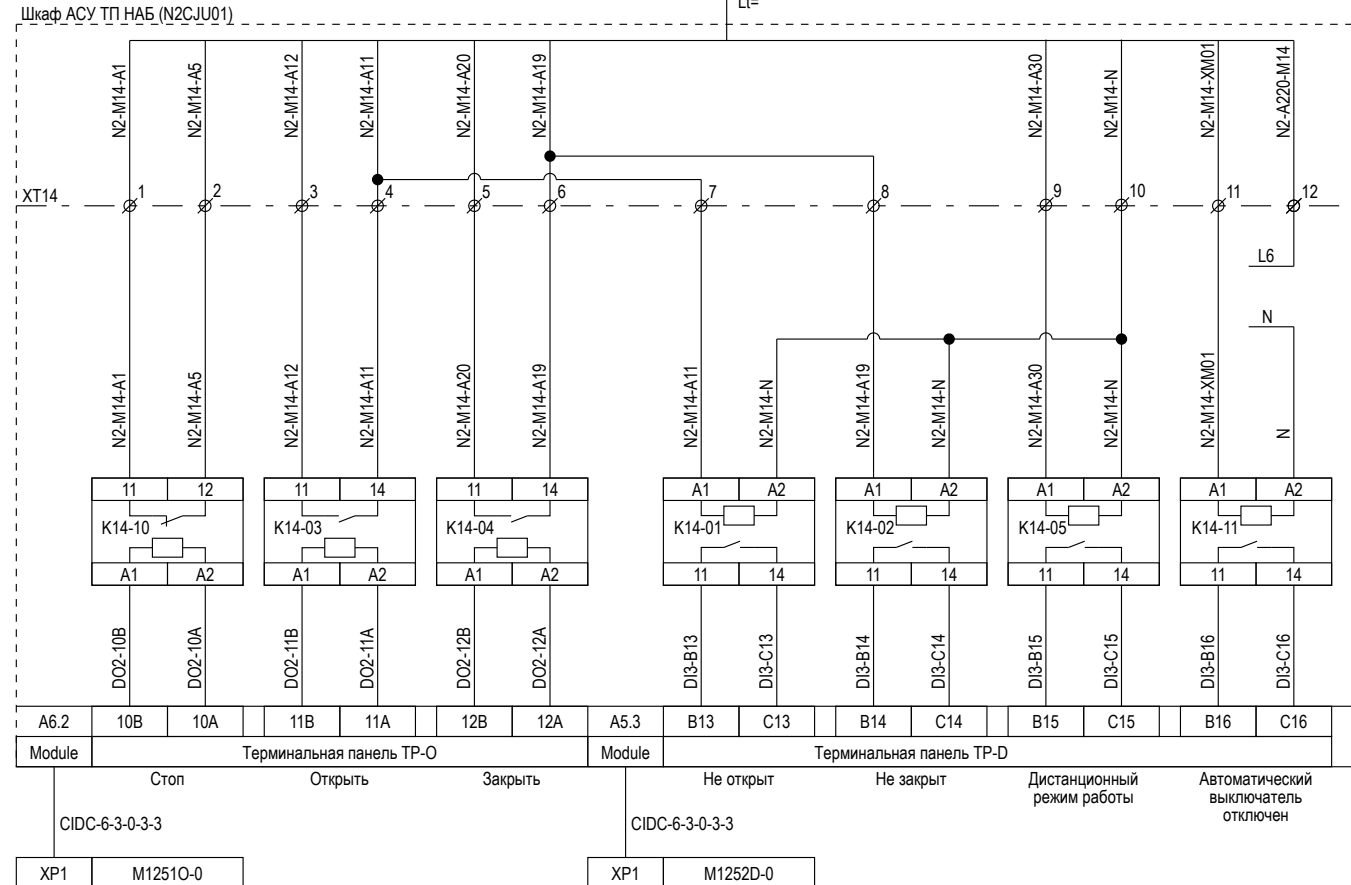 Lt=
Шкаф АСУ ТП НАБ (N2CJU01)
N2-M14-A1
N2-M14-A5
N2-M14-A12
N2-M14-A11
N2-M14-A20
N2-M14-A19
N2-M14-A30
N2-M14-N
N2-M14-XM01
N2-A220-M14
XT14
1
2
3
4
5
6
7
8
9
10
11
12
L6
N
N2-M14-A1
N2-M14-A5
N2-M14-A12
N2-M14-A11
N2-M14-A20
N2-M14-A19
N2-M14-A11
N2-M14-N
N2-M14-A19
N2-M14-N
N2-M14-A30
N2-M14-N
N2-M14-XM01
N
11 12
11 14
11 14
A1 A2
A1 A2
A1 A2
A1 A2
K14-10
K14-03
K14-04
K14-01
K14-02
K14-05
K14-11
A1 A2
A1 A2
A1 A2
11 14
11 14
11 14
11 14
DO2-10B
DO2-10A
DO2-11B
DO2-11A
DO2-12B
DO2-12A
DI3-B13
DI3-C13
DI3-B14
DI3-C14
DI3-B15
DI3-C15
DI3-B16
DI3-C16
A6.2 10B 10A 11B 11A 12B 12A A5.3 B13 C13 B14 C14 B15 C15 B16 C16
Module Терминальная панель TP-O Module Терминальная панель TP-D
Стоп
Открыть
Закрыть
Не открыт
Не закрыт
Дистанционный
режим работы
Автоматический
выключатель
отключен
CIDC-6-3-0-3-3
CIDC-6-3-0-3-3
XP1 M1251O-0
XP1 M1252D-0